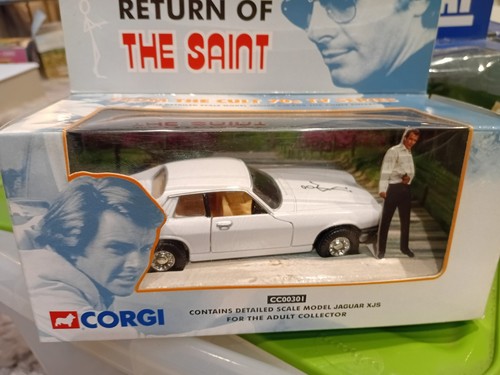 RETURN OF
THE SAINT
FROM THE CULT 70s TV SERIES
CORGI
CC00301
CONTAINS DETAILED SCALE MODEL JAGUAR XJS
FOR THE ADULT COLLECTOR